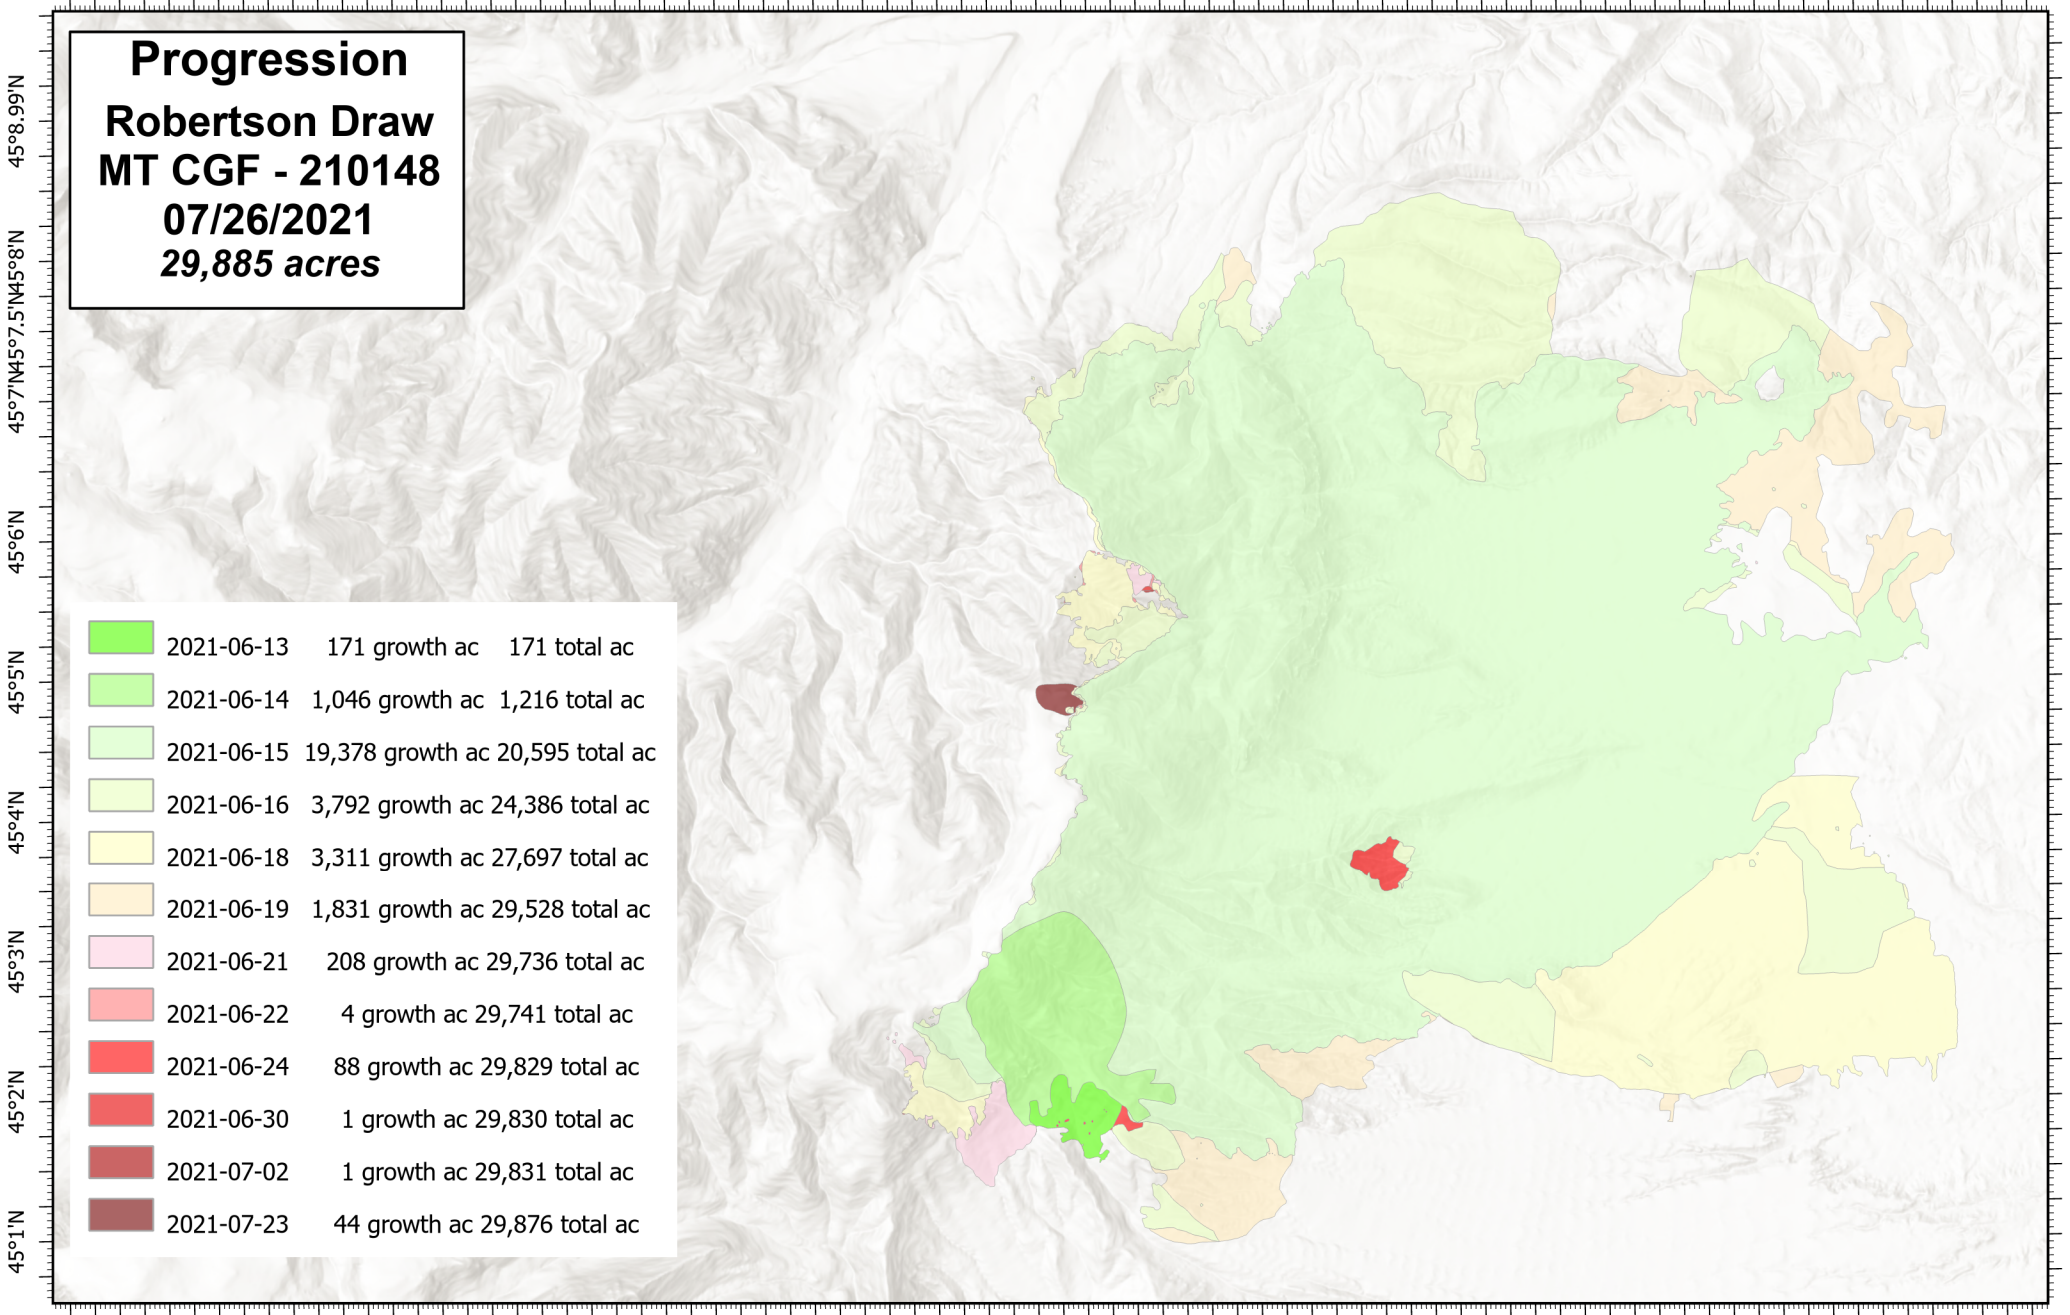 Progression
Robertson Draw
MT CGF - 210148
07/26/2021
29,885 acres
2021-06-13 171 growth ac 171 total ac
2021-06-14 1,046 growth ac 1,216 total ac
2021-06-15 19,378 growth ac 20,595 total ac
2021-06-16 3,792 growth ac 24,386 total ac
2021-06-18 3,311 growth ac 27,697 total ac
2021-06-19 1,831 growth ac 29,528 total ac
2021-06-21 208 growth ac 29,736 total ac
2021-06-22 4 growth ac 29,741 total ac
2021-06-24 88 growth ac 29,829 total ac
2021-06-30 1 growth ac 29,830 total ac
2021-07-02 1 growth ac 29,831 total ac
2021-07-23 44 growth ac 29,876 total ac
45°8.99'N
45°8'N
45°7.5'N
45°7'N
45°6'N
45°5'N
45°4'N
45°3'N
45°2'N
45°1'N